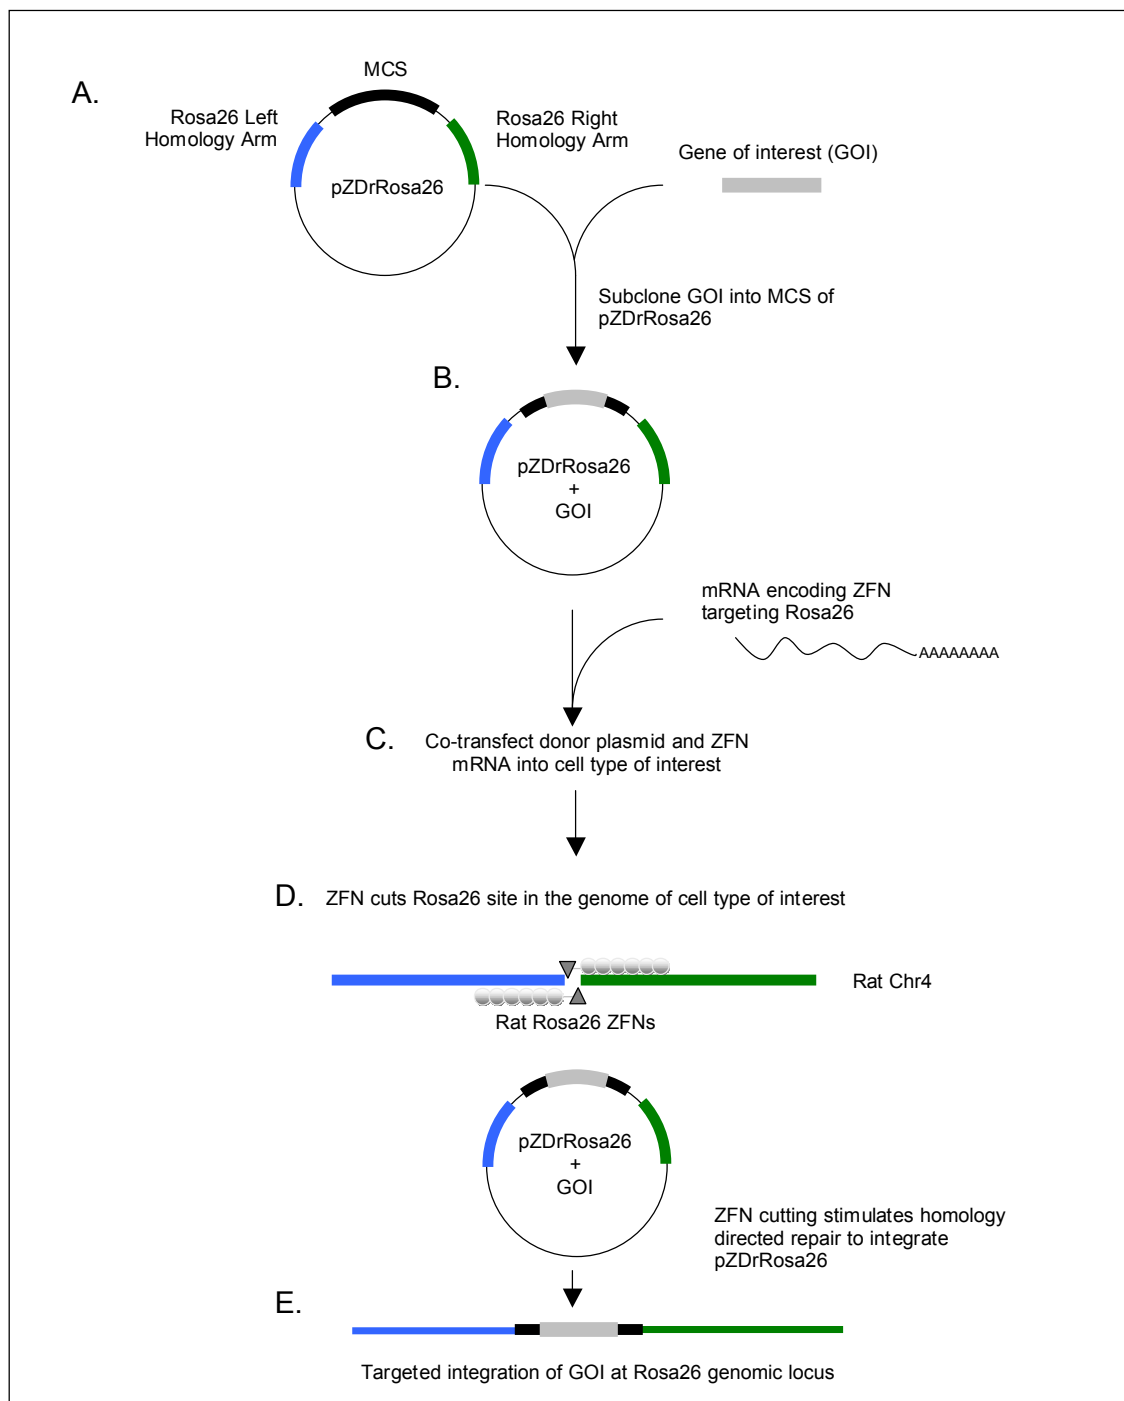 A.
MCS
Rosa26 Left
Homology Arm
Rosa26 Right
Homology Arm
Gene of interest (GOI)
pZDrRosa26
Subclone GOI into MCS of
pZDrRosa26
B.
pZDrRosa26
+
GOI
mRNA encoding ZFN
targeting Rosa26
AAAAAAAA
C.
Co-transfect donor plasmid and ZFN
mRNA into cell type of interest
D.
ZFN cuts Rosa26 site in the genome of cell type of interest
Rat Chr4
Rat Rosa26 ZFNs
pZDrRosa26
+
GOI
ZFN cutting stimulates homology
directed repair to integrate
pZDrRosa26
E.
Targeted integration of GOI at Rosa26 genomic locus